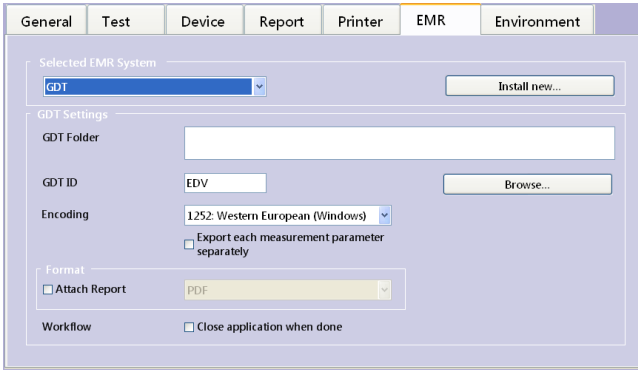 General Test Device Report Printer EMR Environment
Selected EMR System
GDT Install new...
GDT Settings
GDT Folder
GDT ID EDV Browse...
Encoding 1252: Western European (Windows)
Export each measurement parameter
separately
Format
Attach Report PDF
Workflow Close application when done